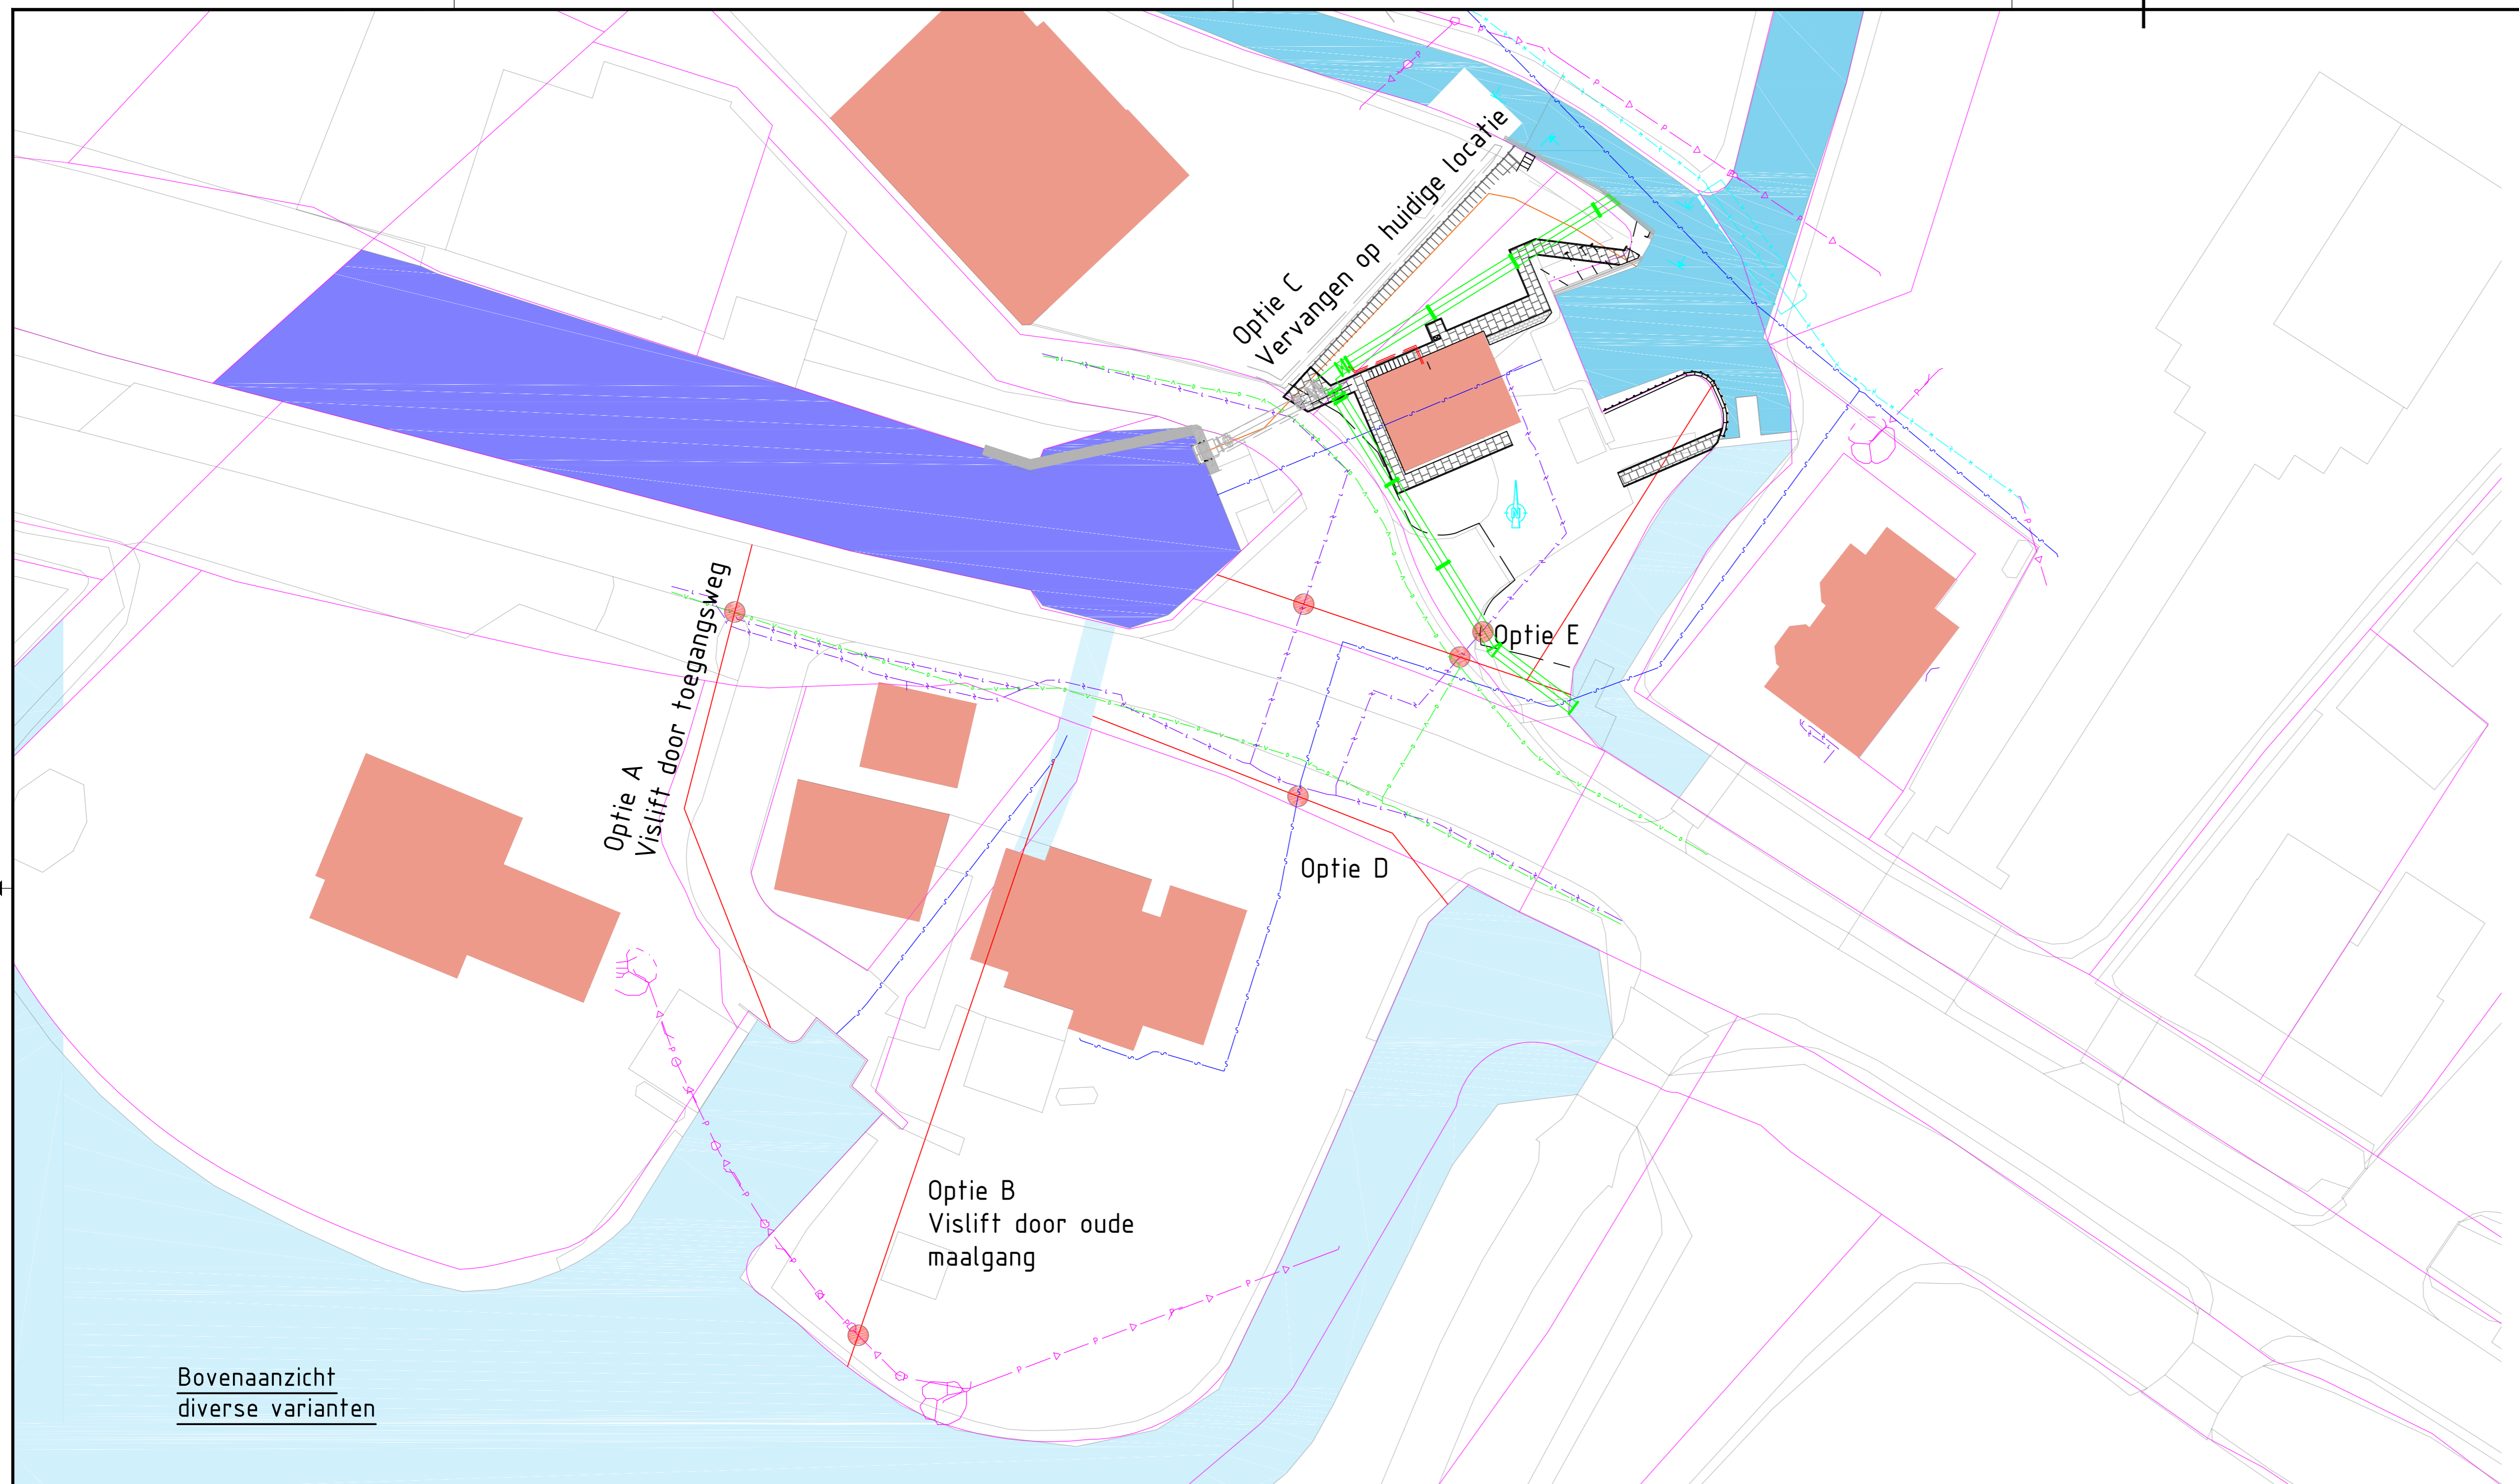 Optie C
Vervangen op huidige locatie
Optie A
Vislift door toegangsweg
Optie E
Optie D
Optie B
Vislift door oude
maalgang
Bovenaanzicht
diverse varianten